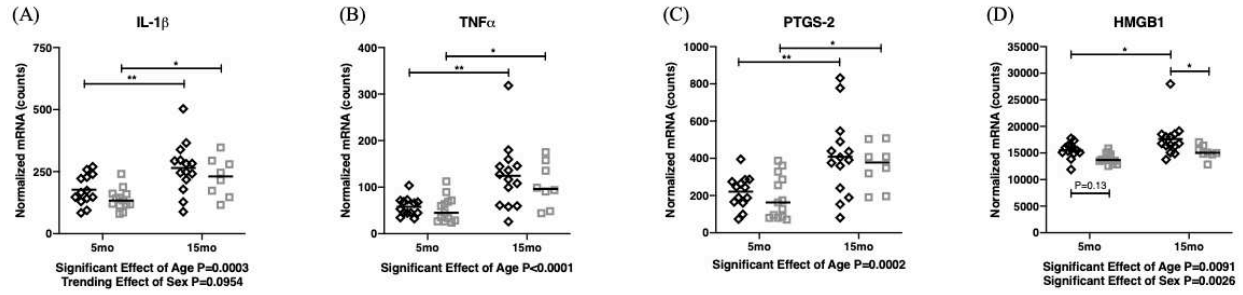 (A)
IL-1β
Normalized mRNA (counts)
750
500
250
0
*
**
5mo
15mo
Significant Effect of Age P=0.0003
Trending Effect of Sex P=0.0954
(B)
TNFα
Normalized mRNA (counts)
400
300
200
100
0
*
**
5mo
15mo
Significant Effect of Age P<0.0001
(C)
PTGS-2
Normalized mRNA (counts)
1000
800
600
400
200
0
*
**
5mo
15mo
Significant Effect of Age P=0.0002
(D)
HMGB1
Normalized mRNA (counts)
35000
30000
25000
20000
15000
10000
5000
0
*
*
P=0.13
5mo
15mo
Significant Effect of Age P=0.0091
Significant Effect of Sex P=0.0026